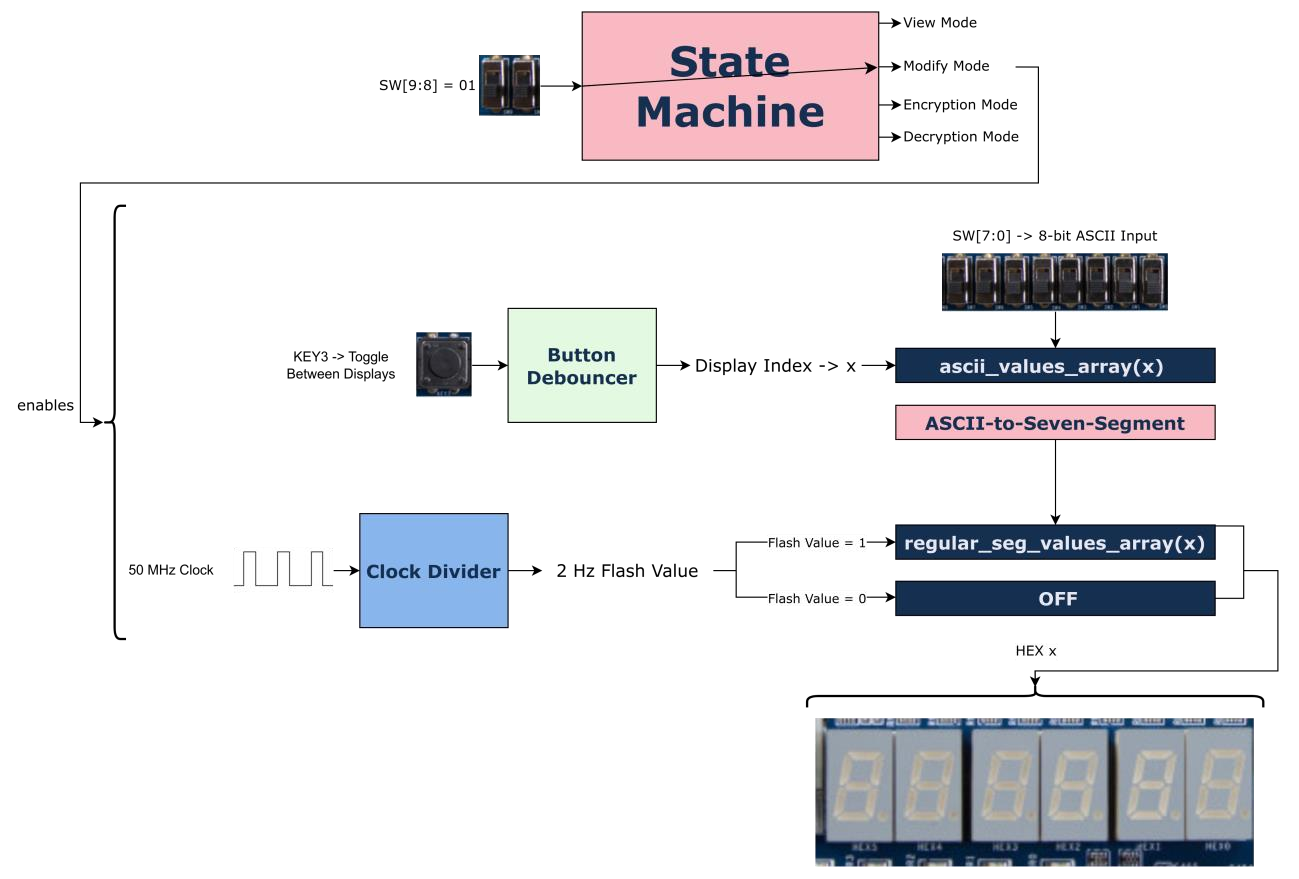 View Mode
State
Machine
SW[9:8] = 01
Modify Mode
Encryption Mode
Decryption Mode
SW[7:0] -> 8-bit ASCII Input
KEY3 -> Toggle
Between Displays
Button
Debouncer
Display Index -> x
ascii_values_array(x)
enables
ASCII-to-Seven-Segment
50 MHz Clock
Clock Divider
2 Hz Flash Value
Flash Value = 1
regular_seg_values_array(x)
Flash Value = 0
OFF
HEX x
HEX5
HEX4
HEX3
HEX2
HEX1
HEX0